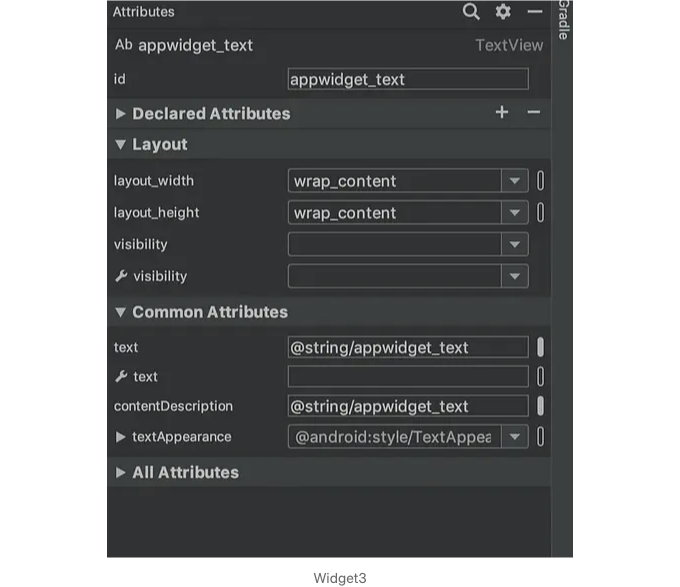 Attributes
Gradle
Ab appwidget_text TextView
id appwidget_text
Declared Attributes
Layout
layout_width wrap_content
layout_height wrap_content
visibility
visibility
Common Attributes
text @string/appwidget_text
text
contentDescription @string/appwidget_text
textAppearance @android:style/TextAppea
All Attributes
Widget3